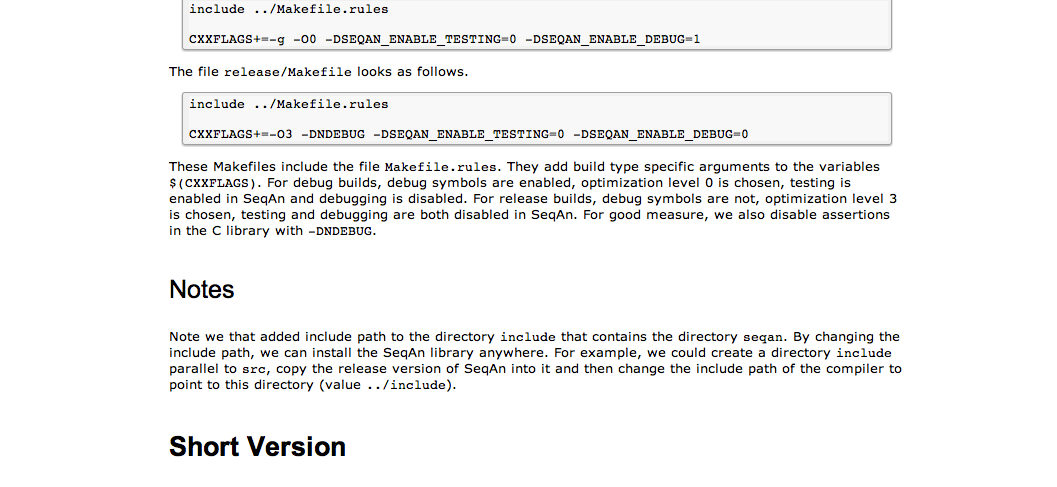 include ../Makefile.rules
CXXFLAGS+=-g -O0 -DSEQAN_ENABLE_TESTING=0 -DSEQAN_ENABLE_DEBUG=1
The file release/Makefile looks as follows.
include ../Makefile.rules
CXXFLAGS+=-O3 -DNDEBUG -DSEQAN_ENABLE_TESTING=0 -DSEQAN_ENABLE_DEBUG=0
These Makefiles include the file Makefile.rules. They add build type specific arguments to the variables
$(CXXFLAGS). For debug builds, debug symbols are enabled, optimization level 0 is chosen, testing is
enabled in SeqAn and debugging is disabled. For release builds, debug symbols are not, optimization level 3
is chosen, testing and debugging are both disabled in SeqAn. For good measure, we also disable assertions
in the C library with -DNDEBUG.
Notes
Note we that added include path to the directory include that contains the directory seqan. By changing the
include path, we can install the SeqAn library anywhere. For example, we could create a directory include
parallel to src, copy the release version of SeqAn into it and then change the include path of the compiler to
point to this directory (value ../include).
Short Version